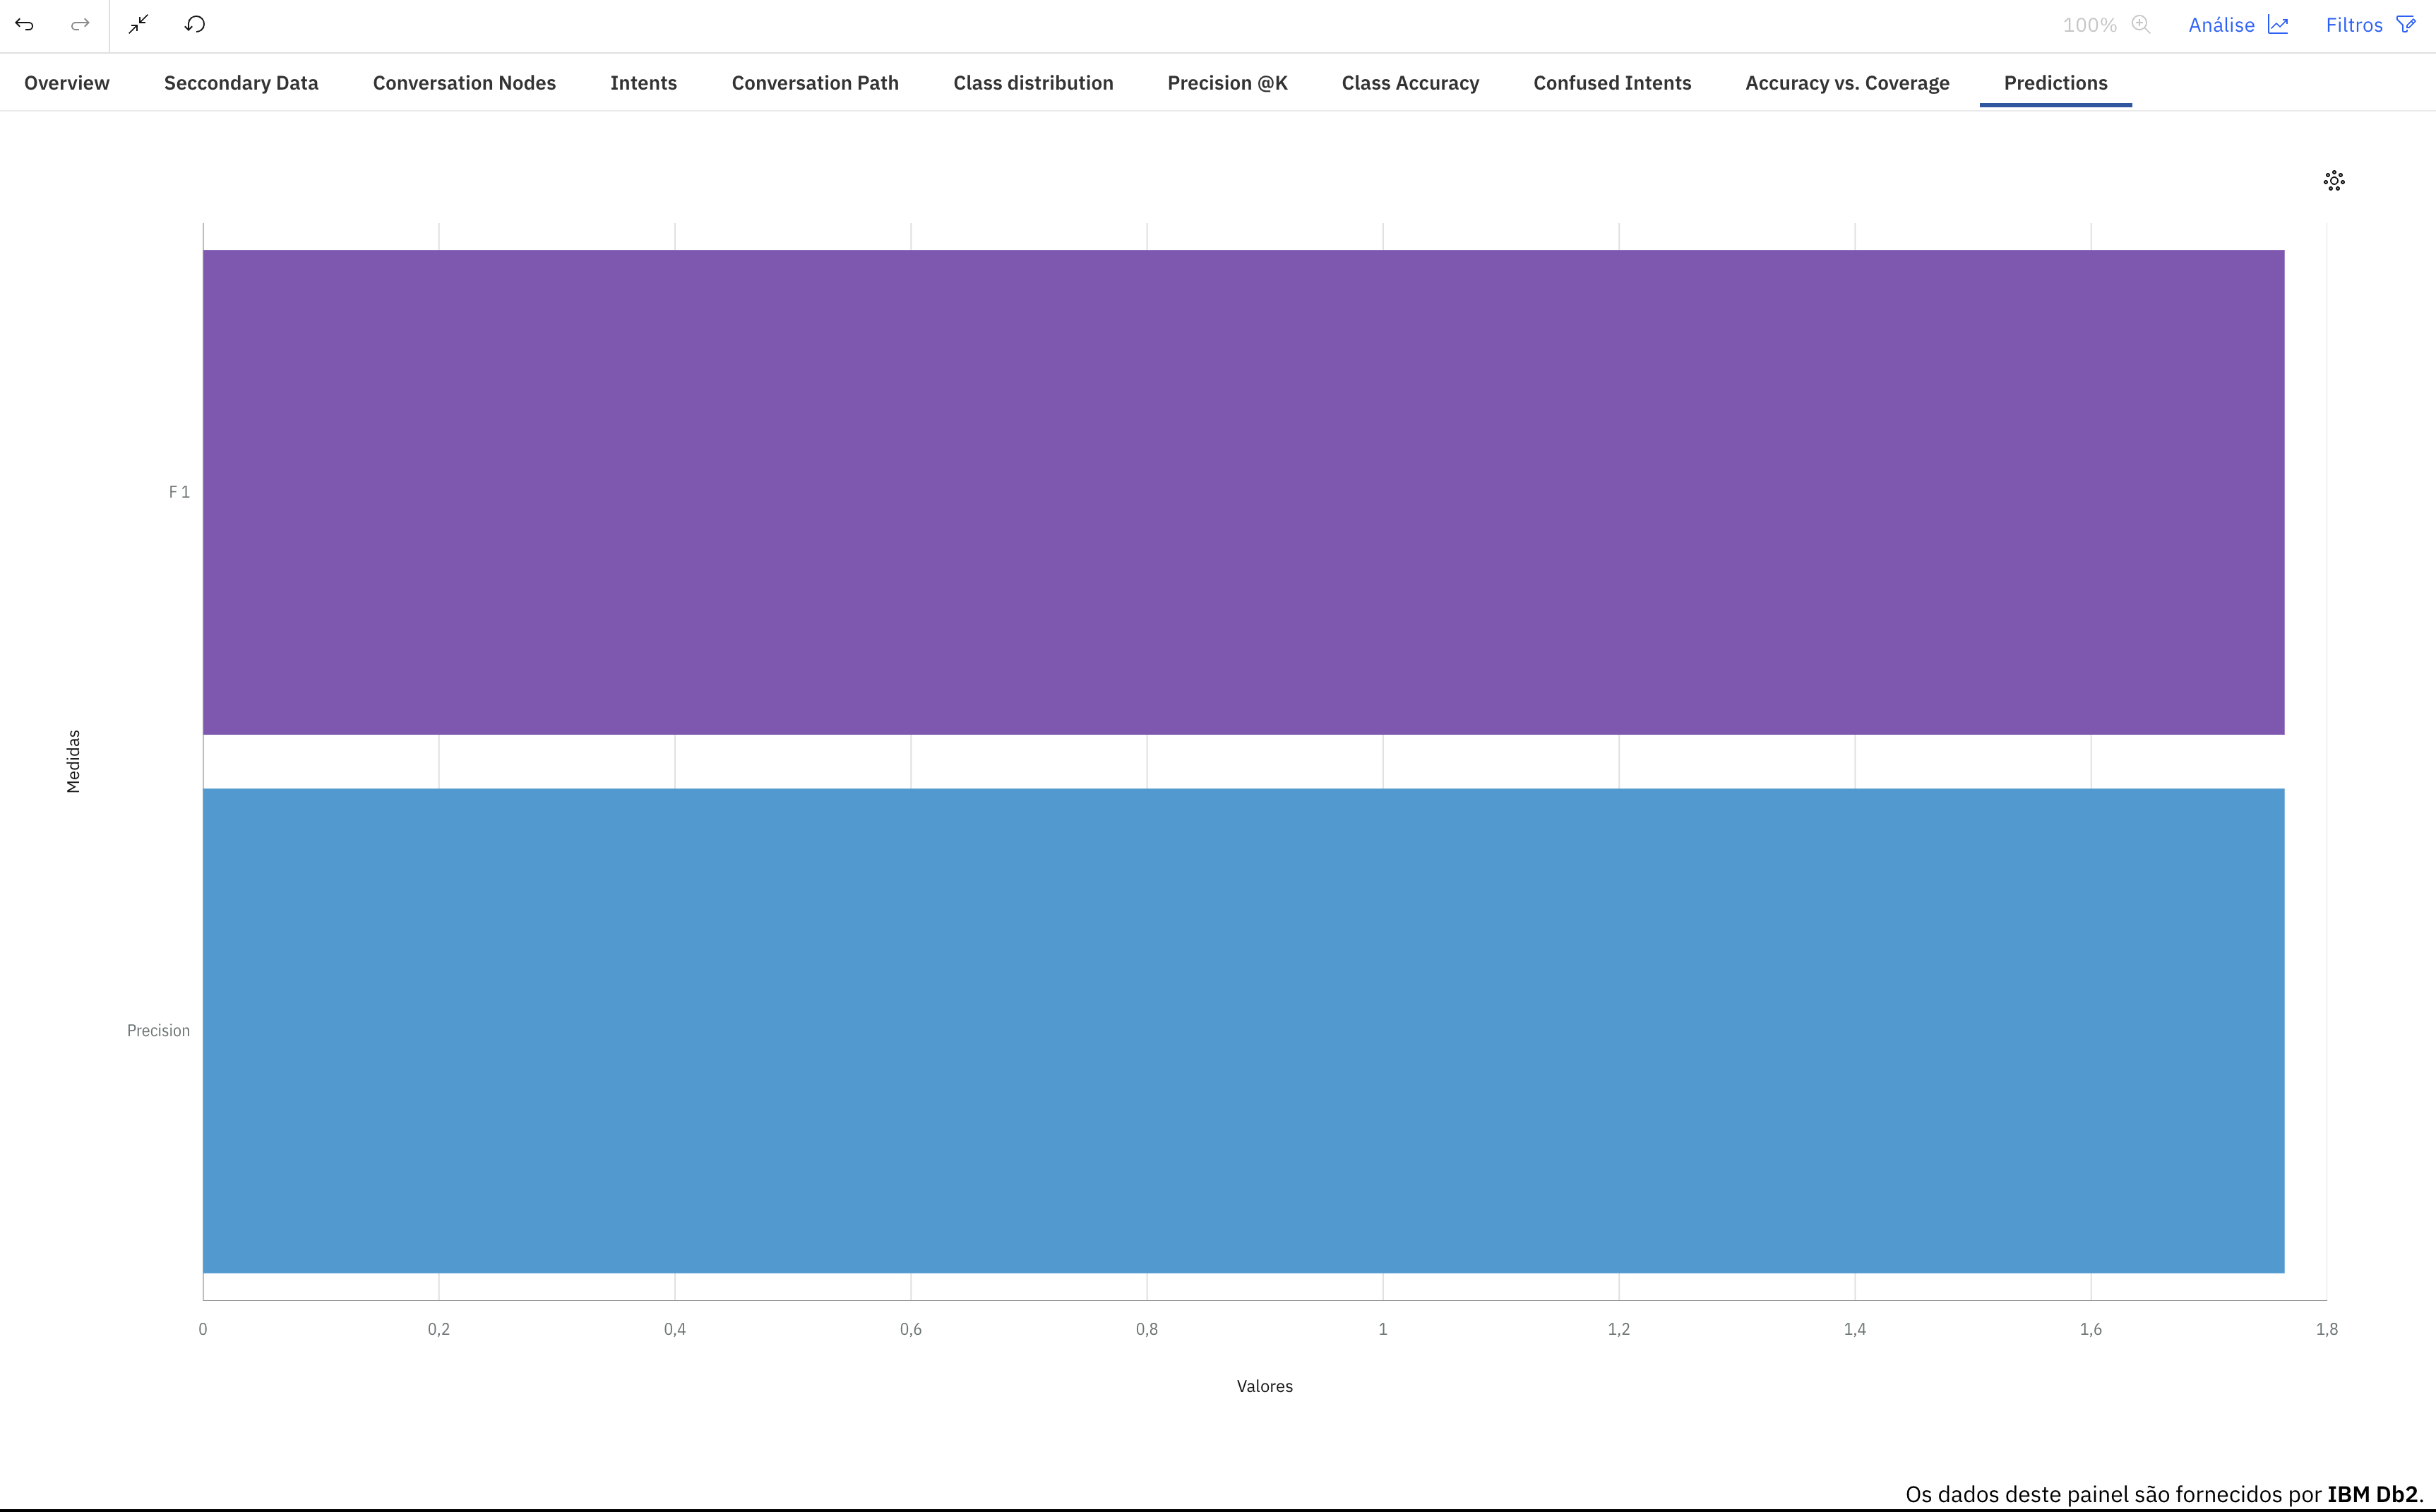 100% Análise Filtros
Overview Seccondary Data Conversation Nodes Intents Conversation Path Class distribution Precision @K Class Accuracy Confused Intents Accuracy vs. Coverage Predictions
F 1
Medidas
Precision
0 0,2 0,4 0,6 0,8 1 1,2 1,4 1,6 1,8
Valores
Os dados deste painel são fornecidos por IBM Db2.